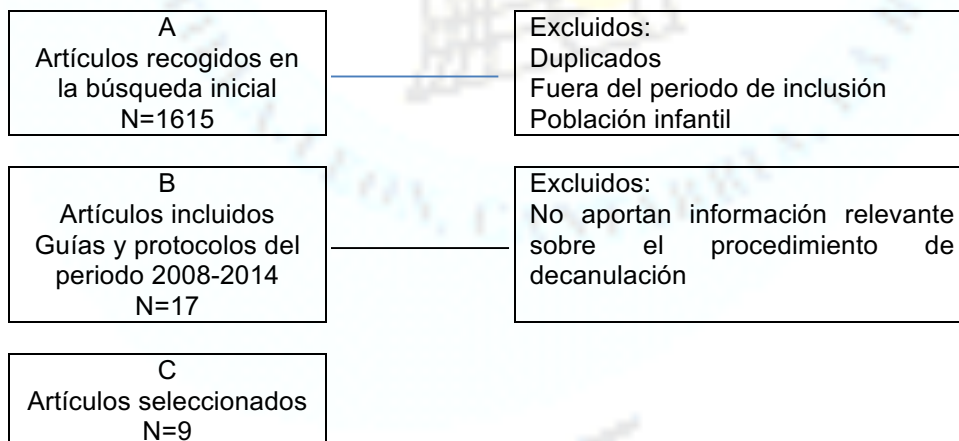 A
Artículos recogidos en
la búsqueda inicial
N=1615
Excluidos:
Duplicados
Fuera del periodo de inclusión
Población infantil
B
Artículos incluidos
Guías y protocolos del
periodo 2008-2014
N=17
Excluidos:
No aportan información relevante
sobre el procedimiento de
decanulación
C
Artículos seleccionados
N=9